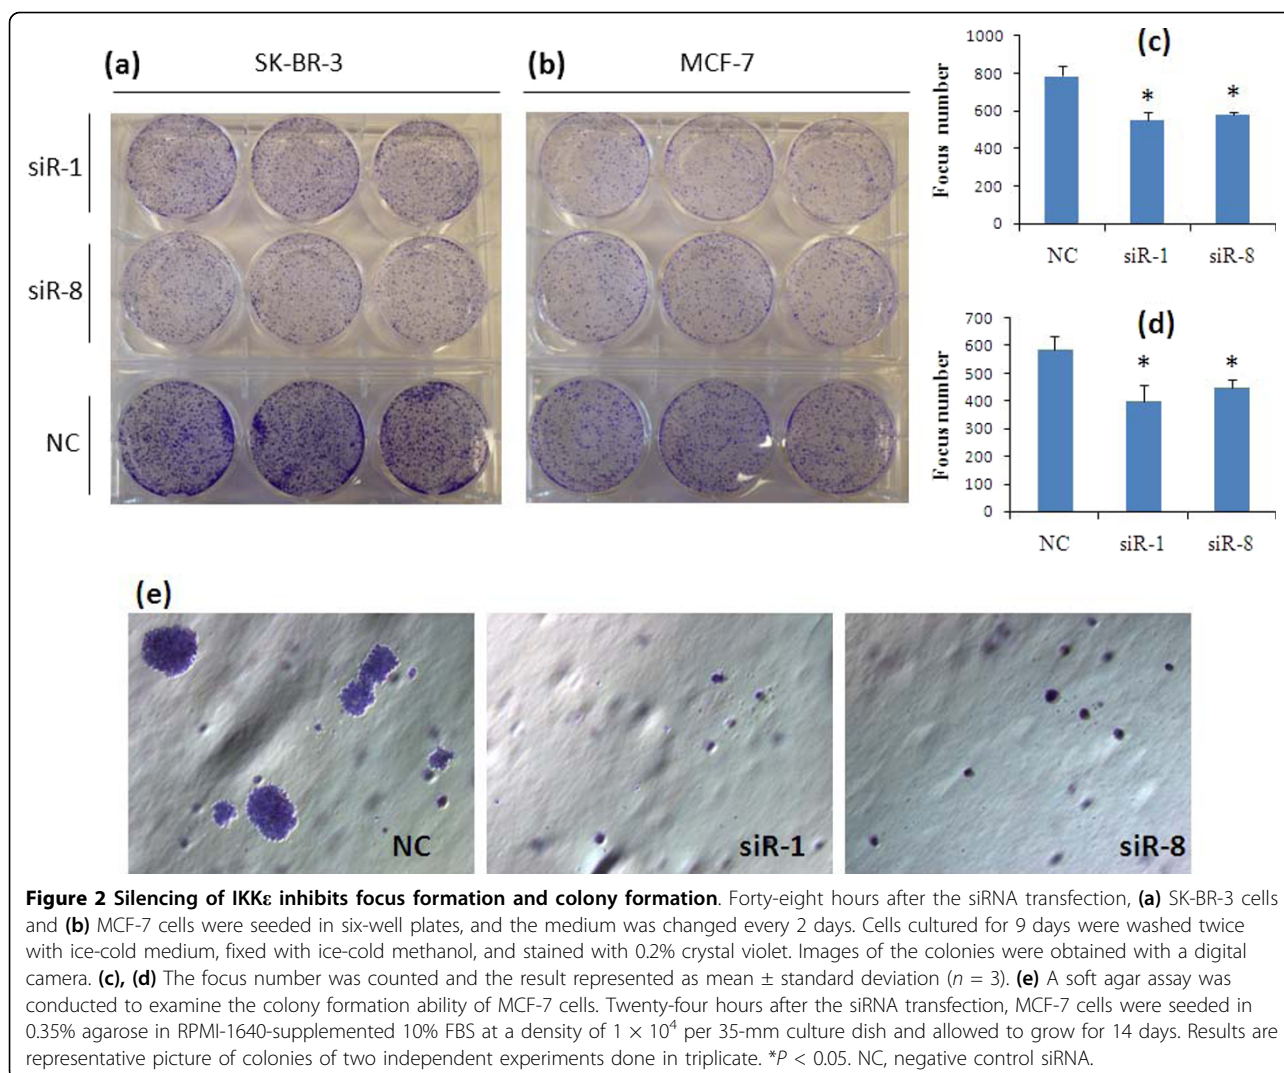 (a) SK-BR-3
(b) MCF-7
siR-1
siR-8
NC
(c)
Focus number
1000
800
600
400
200
0
* *
NC siR-1 siR-8
(d)
Focus number
700
600
500
400
300
200
100
0
* *
NC siR-1 siR-8
(e)
NC siR-1 siR-8
Figure 2 Silencing of IKKε inhibits focus formation and colony formation. Forty-eight hours after the siRNA transfection, (a) SK-BR-3 cells
and (b) MCF-7 cells were seeded in six-well plates, and the medium was changed every 2 days. Cells cultured for 9 days were washed twice
with ice-cold medium, fixed with ice-cold methanol, and stained with 0.2% crystal violet. Images of the colonies were obtained with a digital
camera. (c), (d) The focus number was counted and the result represented as mean ± standard deviation (n = 3). (e) A soft agar assay was
conducted to examine the colony formation ability of MCF-7 cells. Twenty-four hours after the siRNA transfection, MCF-7 cells were seeded in
0.35% agarose in RPMI-1640-supplemented 10% FBS at a density of 1 × 10⁴ per 35-mm culture dish and allowed to grow for 14 days. Results are
representative picture of colonies of two independent experiments done in triplicate. *P < 0.05. NC, negative control siRNA.